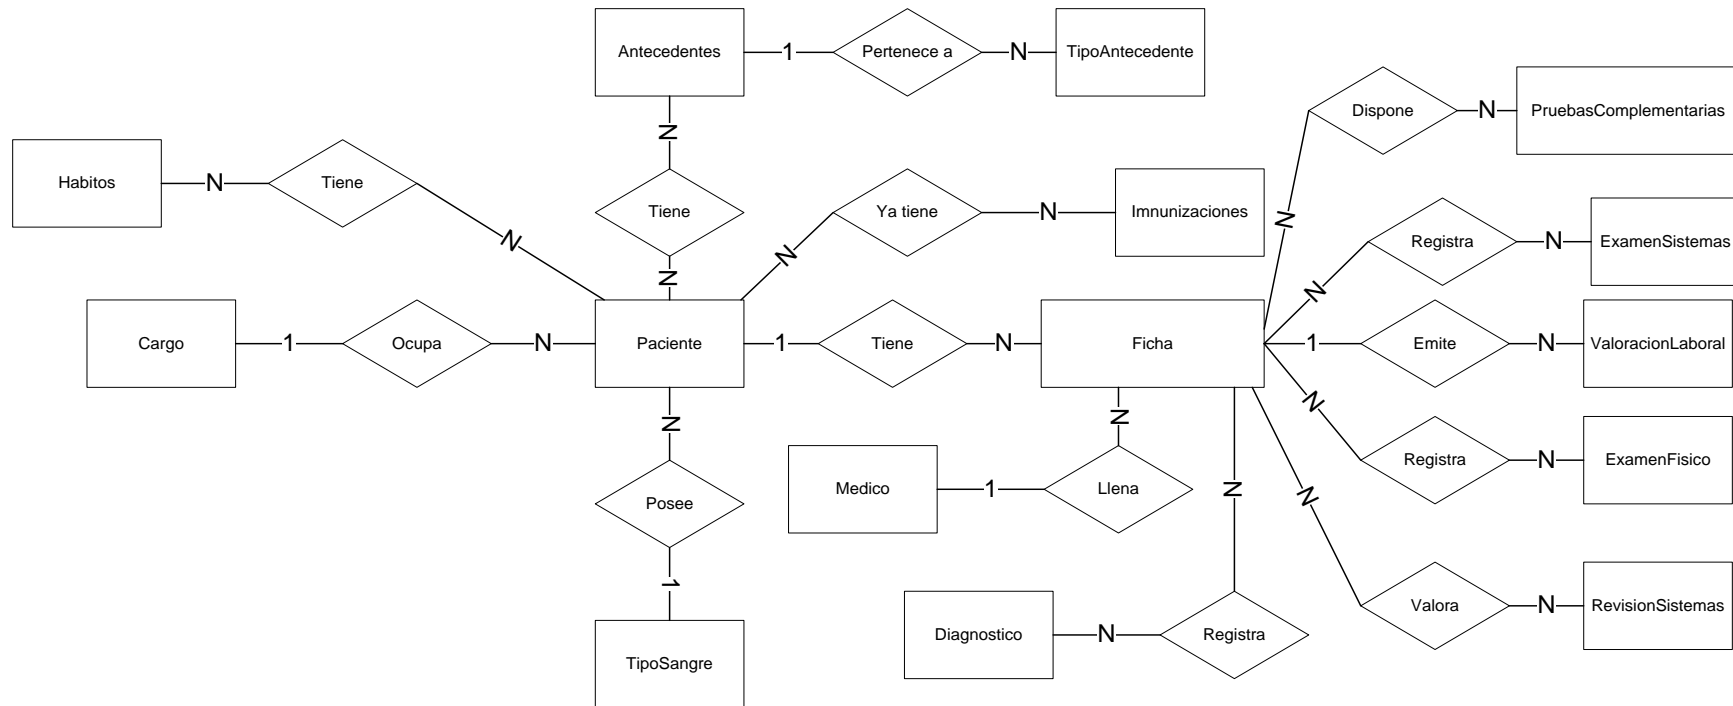 Antecedentes 1 Pertenece a N TipoAntecedente
Dispone N PruebasComplementarias
N
Habitos N Tiene
Tiene
Ya tiene N Imnunizaciones
N
Registra N ExamenSistemas
N
N
N
N
Cargo 1 Ocupa N Paciente 1 Tiene N Ficha 1 Emite N ValoracionLaboral
N
N
N
Registra N ExamenFisico
Medico 1 Llena
N
N
Posee
1
Valora N RevisionSistemas
Diagnostico N Registra
TipoSangre